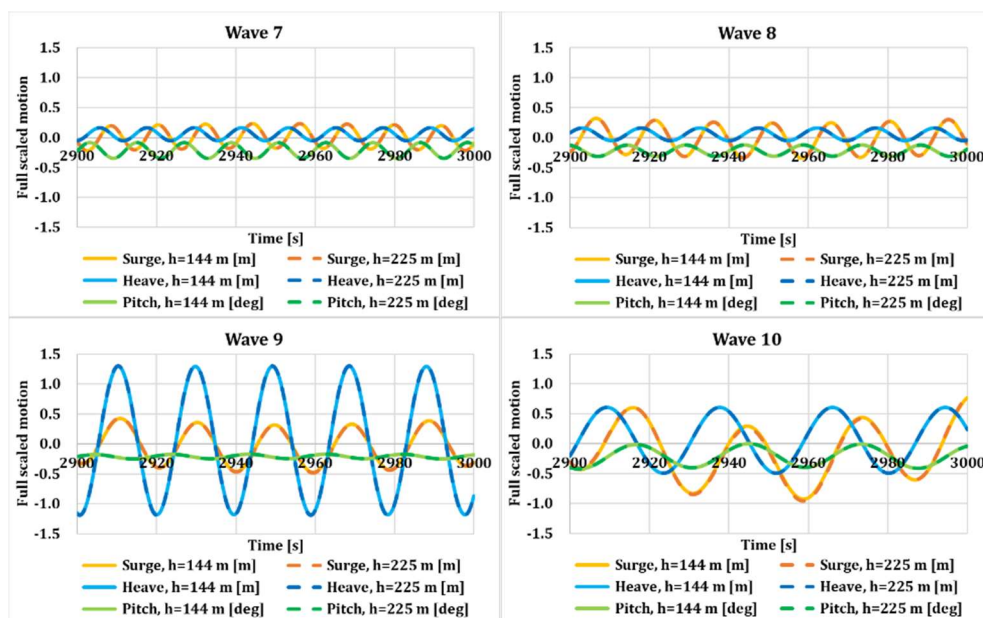 Wave 7
1.5
1.0
0.5
0.0
-0.5
-1.0
-1.5
Full scaled motion
2900 2920 2940 2960 2980 3000
Time [s]
Surge, h=144 m [m] Surge, h=225 m [m]
Heave, h=144 m [m] Heave, h=225 m [m]
Pitch, h=144 m [deg] Pitch, h=225 m [deg]
Wave 8
1.5
1.0
0.5
0.0
-0.5
-1.0
-1.5
Full scaled motion
2900 2920 2940 2960 2980 3000
Time [s]
Surge, h=144 m [m] Surge, h=225 m [m]
Heave, h=144 m [m] Heave, h=225 m [m]
Pitch, h=144 m [deg] Pitch, h=225 m [deg]
Wave 9
1.5
1.0
0.5
0.0
-0.5
-1.0
-1.5
Full scaled motion
2900 2920 2940 2960 2980 3000
Time [s]
Surge, h=144 m [m] Surge, h=225 m [m]
Heave, h=144 m [m] Heave, h=225 m [m]
Pitch, h=144 m [deg] Pitch, h=225 m [deg]
Wave 10
1.5
1.0
0.5
0.0
-0.5
-1.0
-1.5
Full scaled motion
2900 2920 2940 2960 2980 3000
Time [s]
Surge, h=144 m [m] Surge, h=225 m [m]
Heave, h=144 m [m] Heave, h=225 m [m]
Pitch, h=144 m [deg] Pitch, h=225 m [deg]